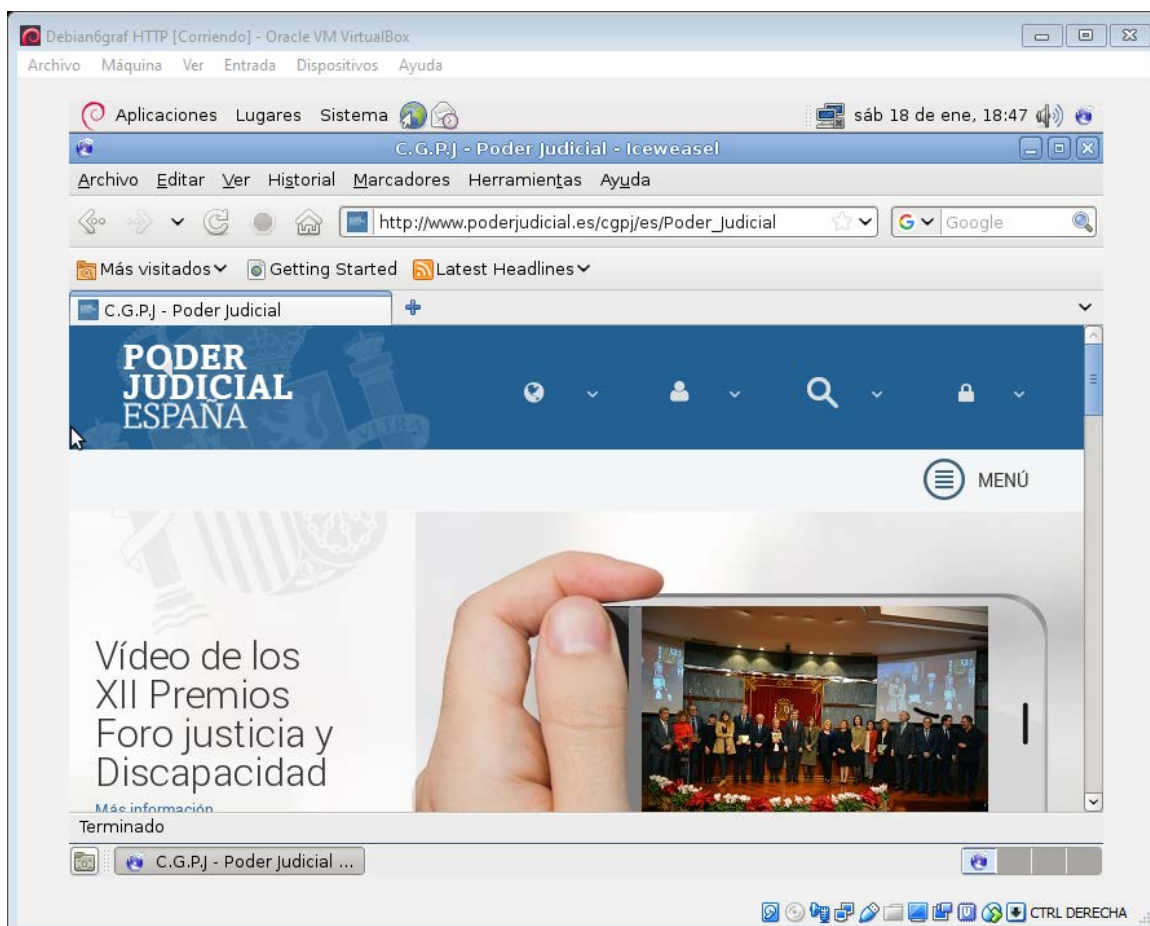 Debian6graf HTTP [Corriendo] - Oracle VM VirtualBox
Archivo Máquina Ver Entrada Dispositivos Ayuda
Aplicaciones Lugares Sistema sáb 18 de ene, 18:47
C.G.P.J - Poder Judicial - Iceweasel
Archivo Editar Ver Historial Marcadores Herramientas Ayuda
http://www.poderjudicial.es/cgpj/es/Poder_Judicial G Google
Más visitados Getting Started Latest Headlines
C.G.P.J - Poder Judicial
PODER
JUDICIAL
ESPAÑA
VLTRA
MENÚ
Vídeo de los
XII Premios
Foro justicia y
Discapacidad
Más información
Terminado
C.G.P.J - Poder Judicial ...
CTRL DERECHA